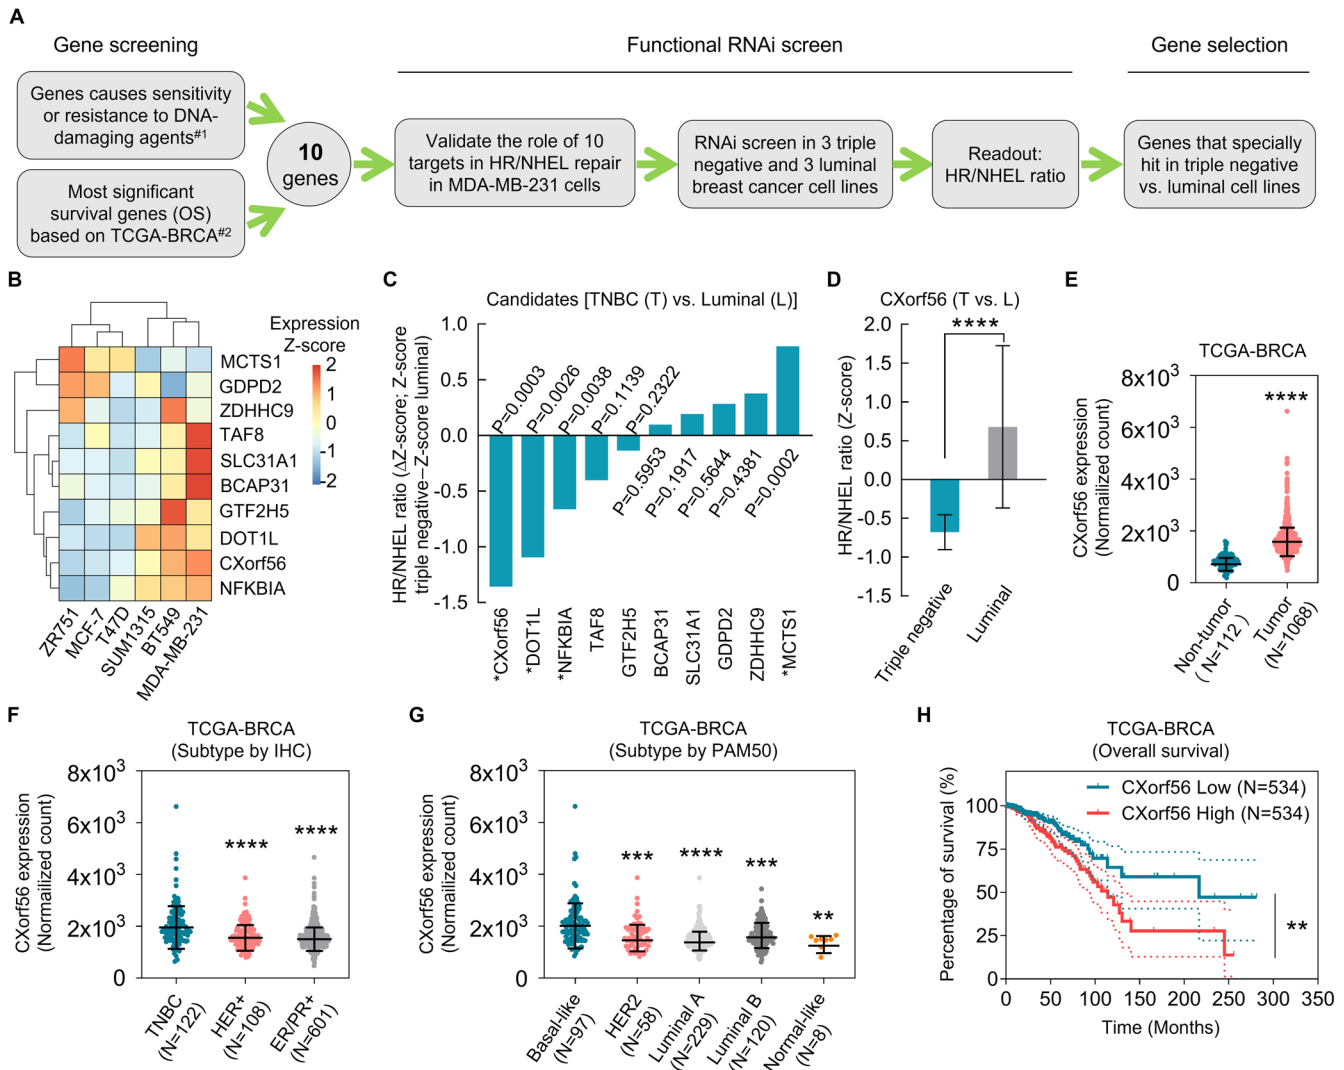 A
Gene screening
Functional RNAi screen
Gene selection
Genes causes sensitivity
or resistance to DNA-
damaging agents#1
Most significant
survival genes (OS)
based on TCGA-BRCA#2
10
genes
Validate the role of 10
targets in HR/NHEL repair
in MDA-MB-231 cells
RNAi screen in 3 triple
negative and 3 luminal
breast cancer cell lines
Readout:
HR/NHEL ratio
Genes that specially
hit in triple negative
vs. luminal cell lines
B
Expression
Z-score
2
1
0
-1
-2
MCTS1
GDPD2
ZDHHC9
TAF8
SLC31A1
BCAP31
GTF2H5
DOT1L
CXorf56
NFKBIA
ZR751
MCF-7
T47D
SUM1315
BT549
MDA-MB-231
C
Candidates [TNBC (T) vs. Luminal (L)]
HR/NHEL ratio (ΔZ-score; Z-score
triple negative–Z-score luminal)
1.0
0.5
0.0
-0.5
-1.0
-1.5
P=0.0003
P=0.0026
P=0.0038
P=0.1139
P=0.2322
P=0.5953
P=0.1917
P=0.5644
P=0.4381
P=0.0002
*CXorf56
*DOT1L
*NFKBIA
TAF8
GTF2H5
BCAP31
SLC31A1
GDPD2
ZDHHC9
*MCTS1
D
CXorf56 (T vs. L)
HR/NHEL ratio (Z-score)
2.0
1.5
1.0
0.5
0.0
-0.5
-1.0
-1.5
****
Triple negative
Luminal
E
TCGA-BRCA
CXorf56 expression
(Normailized count)
8x10³
6x10³
4x10³
2x10³
0
****
Non-tumor
( N=112 )
Tumor
(N=1068)
F
TCGA-BRCA
(Subtype by IHC)
CXorf56 expression
(Normailized count)
8x10³
6x10³
4x10³
2x10³
0
****
****
TNBC
(N=122)
HER+
(N=108)
ER/PR+
(N=601)
G
TCGA-BRCA
(Subtype by PAM50)
CXorf56 expression
(Normailized count)
8x10³
6x10³
4x10³
2x10³
0
***
****
***
**
Basal-like
(N=97)
HER2
(N=58)
Luminal A
(N=229)
Luminal B
(N=120)
Normal-like
(N=8)
H
TCGA-BRCA
(Overall survival)
Percentage of survival (%)
100
75
50
25
0
CXorf56 Low (N=534)
CXorf56 High (N=534)
**
0
50
100
150
200
250
300
350
Time (Months)